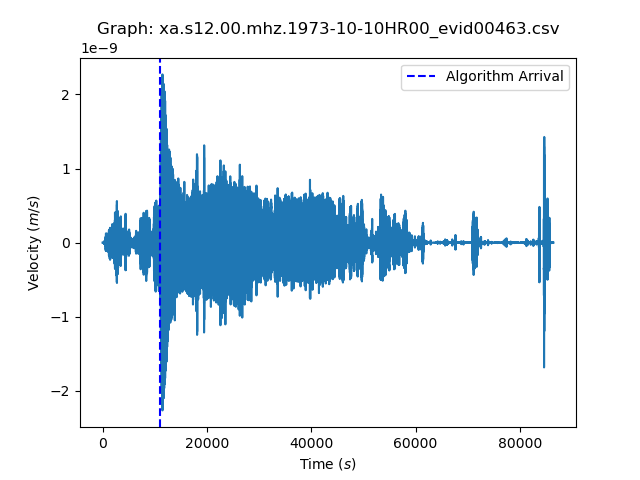 Graph: xa.s12.00.mhz.1973-10-10HR00_evid00463.csv
1e−9
Algorithm Arrival
2
1
0
−1
−2
Velocity (m/s)
0 20000 40000 60000 80000
Time (s)